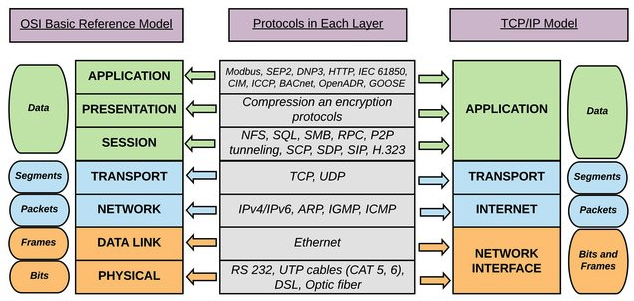 OSI Basic Reference Model
Protocols in Each Layer
TCP/IP Model
Data
APPLICATION
Modbus, SEP2, DNP3, HTTP, IEC 61850,
CIM, ICCP, BACnet, OpenADR, GOOSE
PRESENTATION
Compression an encryption
protocols
SESSION
NFS, SQL, SMB, RPC, P2P
tunneling, SCP, SDP, SIP, H.323
APPLICATION
Data
Segments
TRANSPORT
TCP, UDP
TRANSPORT
Segments
Packets
NETWORK
IPv4/IPv6, ARP, IGMP, ICMP
INTERNET
Packets
Frames
DATA LINK
Ethernet
Bits
PHYSICAL
RS 232, UTP cables (CAT 5, 6),
DSL, Optic fiber
NETWORK
INTERFACE
Bits and
Frames